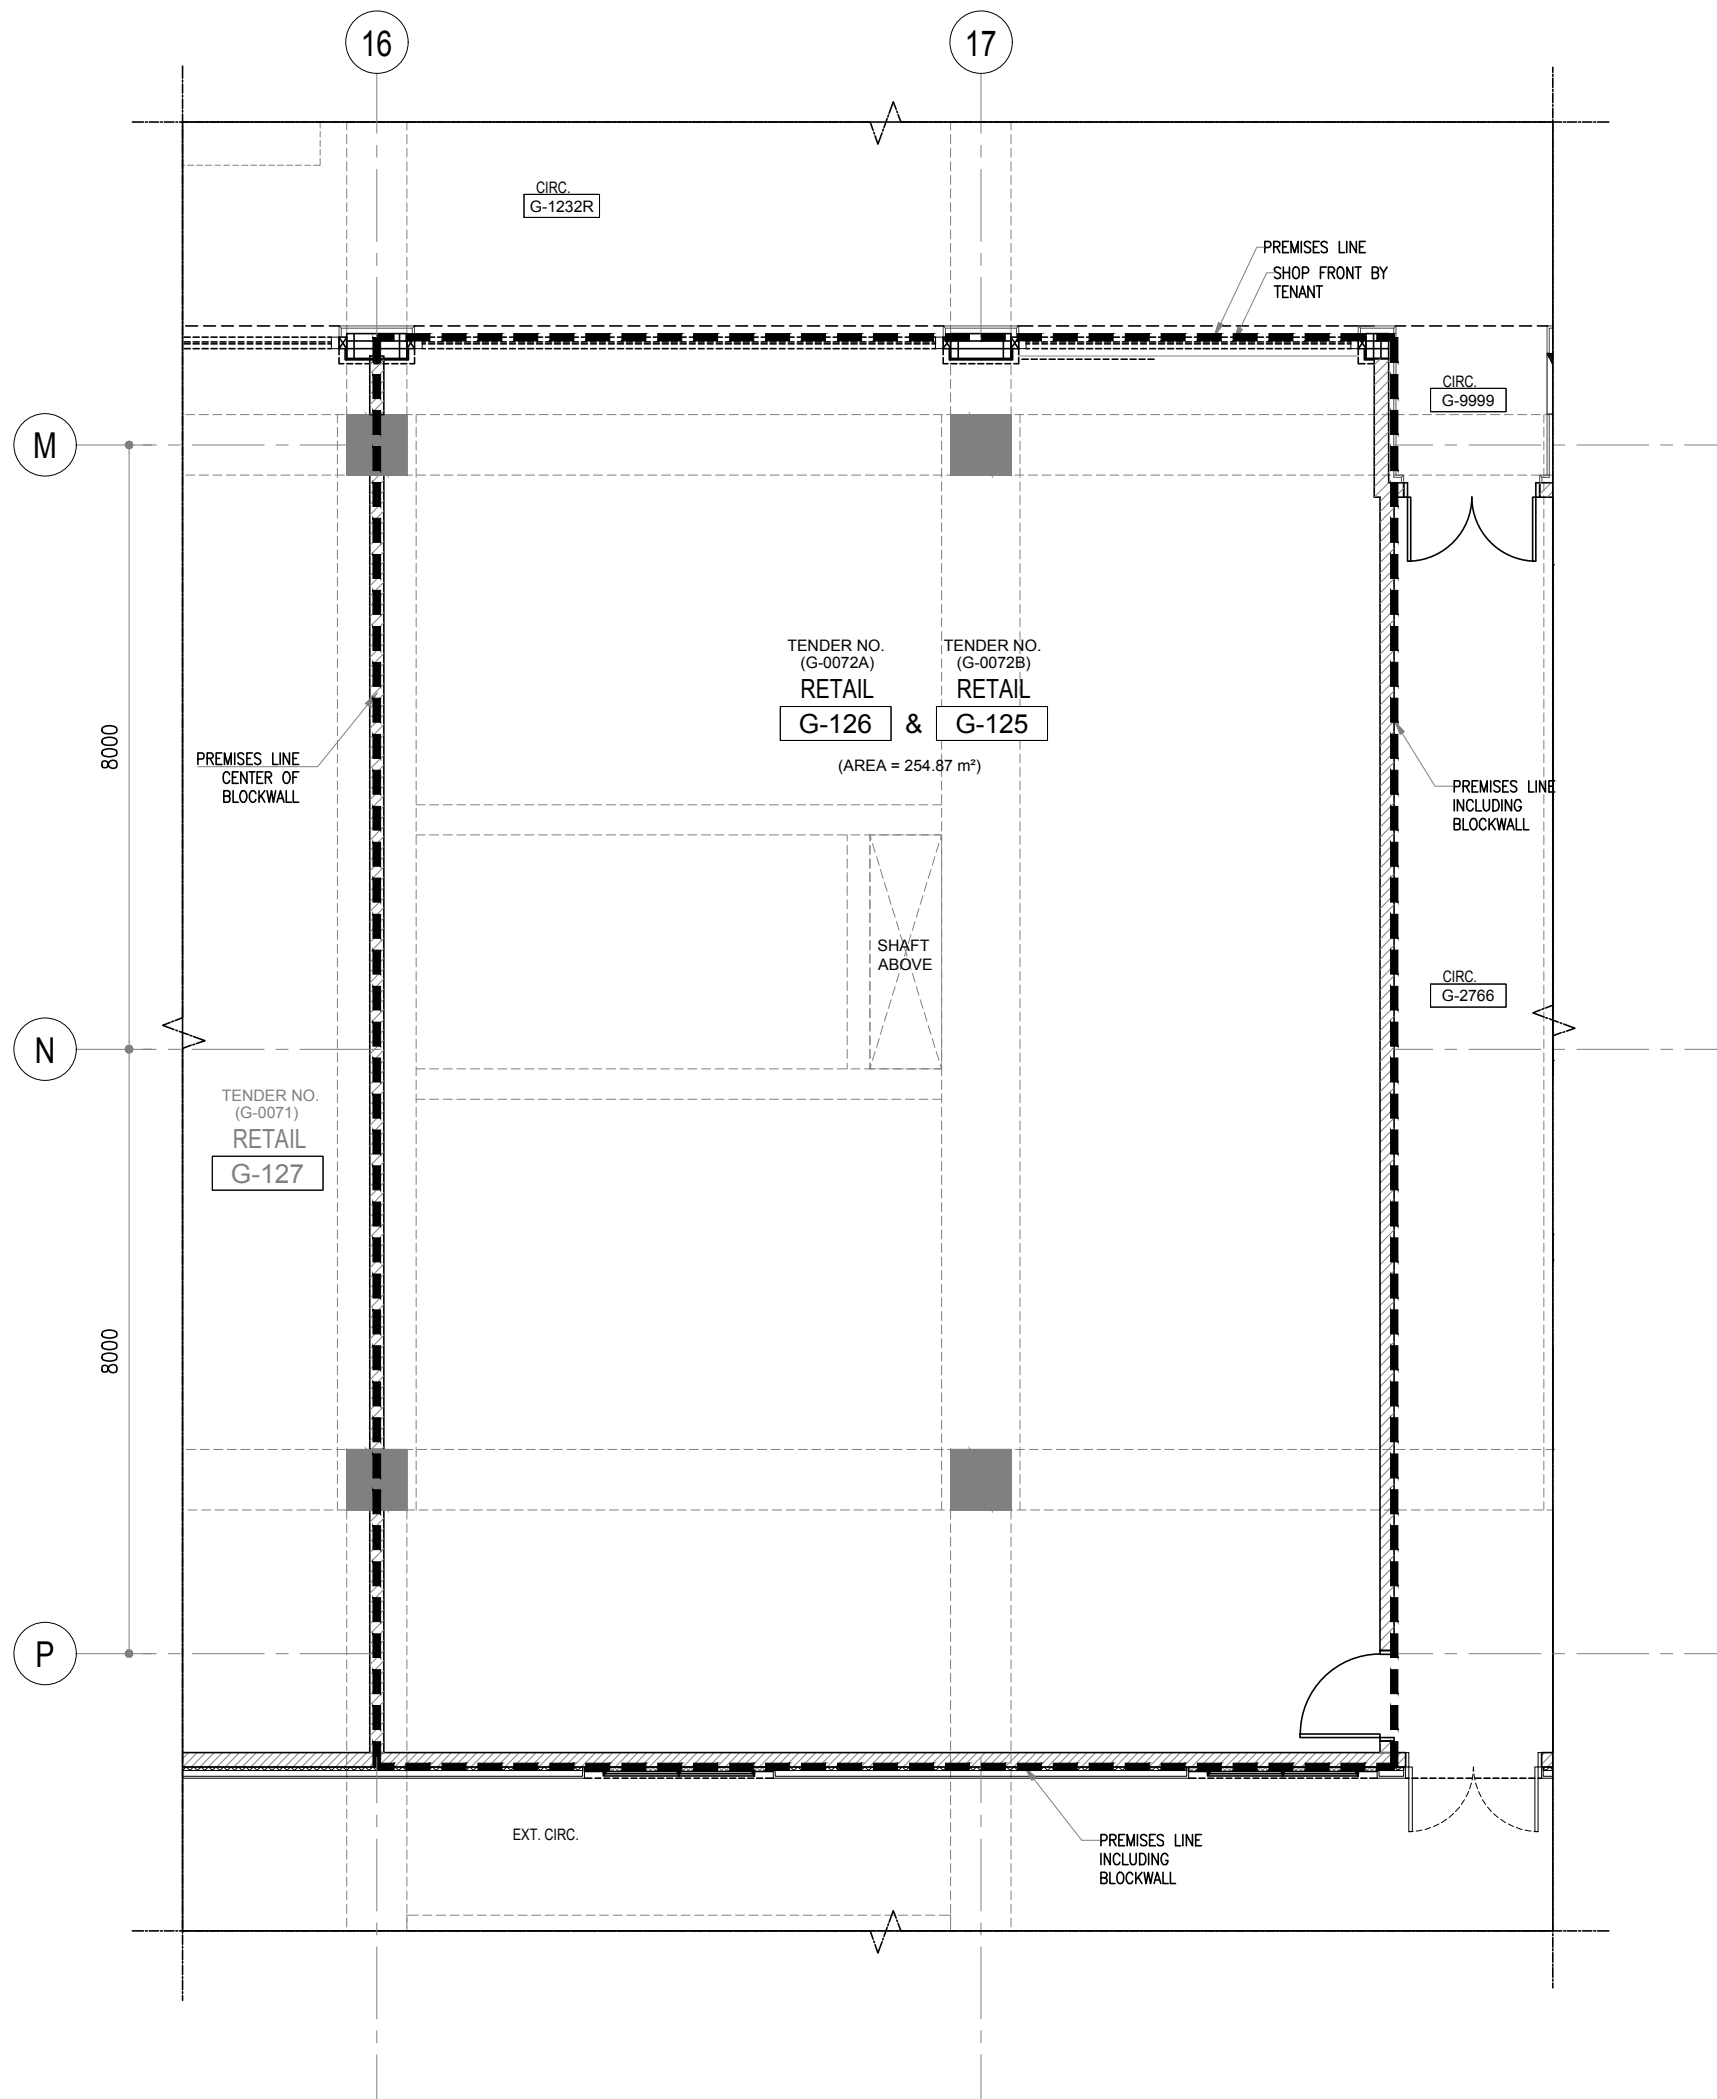 16
17
CIRC.
G-1232R
PREMISES LINE
SHOP FRONT BY
TENANT
CIRC.
G-9999
M
TENDER NO.
(G-0072A)
RETAIL
G-126
&
TENDER NO.
(G-0072B)
RETAIL
G-125
(AREA = 254.87 m²)
8000
PREMISES LINE
CENTER OF
BLOCKWALL
PREMISES LINE
INCLUDING
BLOCKWALL
SHAFT
ABOVE
CIRC.
G-2766
N
TENDER NO.
(G-0071)
RETAIL
G-127
8000
P
EXT. CIRC.
PREMISES LINE
INCLUDING
BLOCKWALL